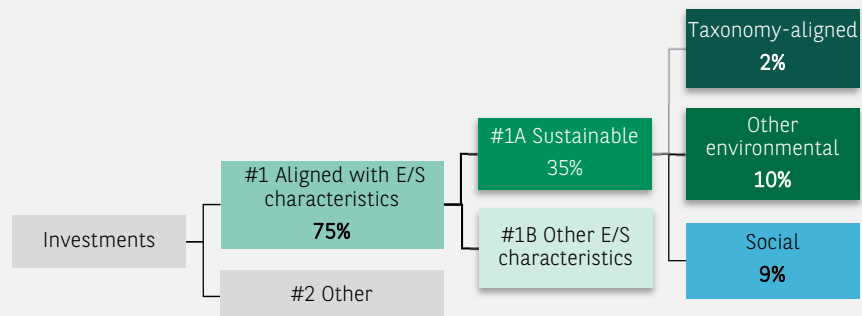 Taxonomy-aligned
2%
#1A Sustainable
35%
Other
environmental
10%
#1 Aligned with E/S
characteristics
75%
Investments
#1B Other E/S
characteristics
Social
9%
#2 Other